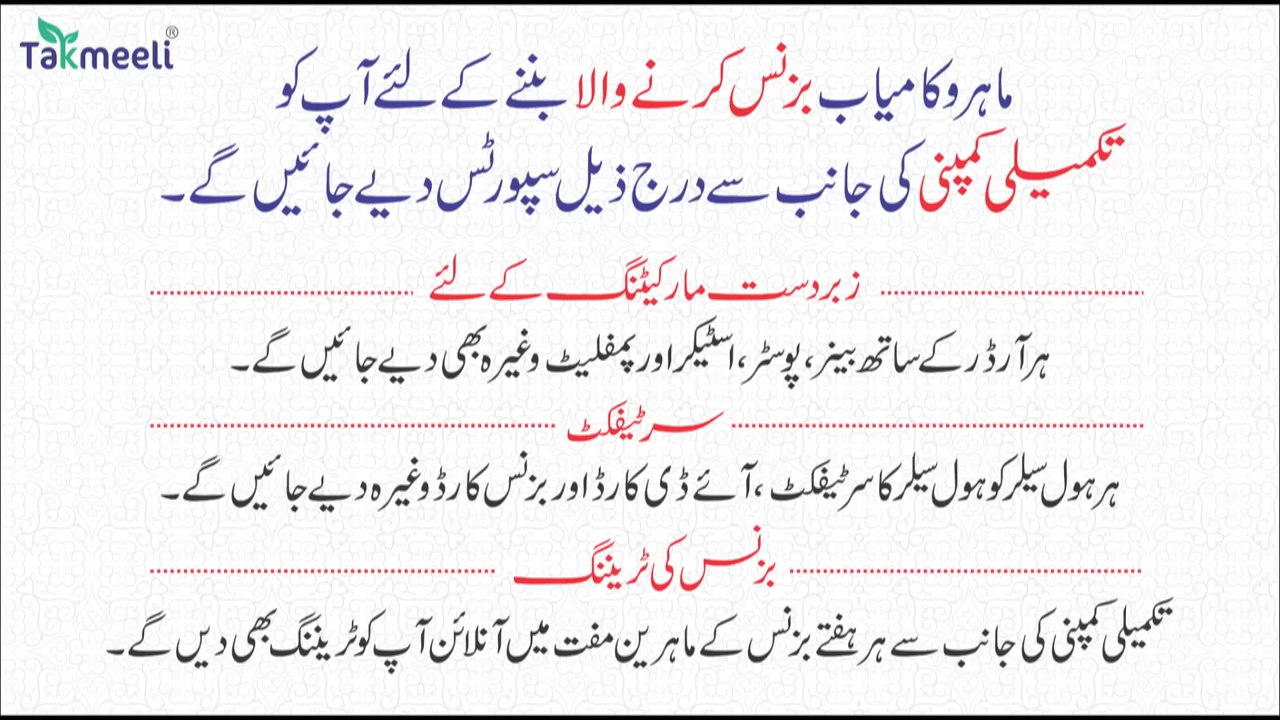 Takmeeli®
ماہر و کامیاب بزنس کرنے والا بننے کے لئے آپ کو
تکمیلی کمپنی کی جانب سے درج ذیل سپورٹس دیے جائیں گے۔
زبردست مارکیٹنگ کے لئے
ہر آرڈر کے ساتھ بینر، پوسٹر، اسٹیکر اور پمفلیٹ وغیرہ بھی دیے جائیں گے۔
سرٹیفکٹ
ہر ہول سیلر کو ہول سیلر کا سرٹیفکٹ، آئے ڈی کارڈ اور بزنس کارڈ وغیرہ دیے جائیں گے۔
بزنس کی ٹریننگ
تکمیلی کمپنی کی جانب سے ہر ہفتے بزنس کے ماہرین مفت میں آنلائن آپ کو ٹریننگ بھی دیں گے۔